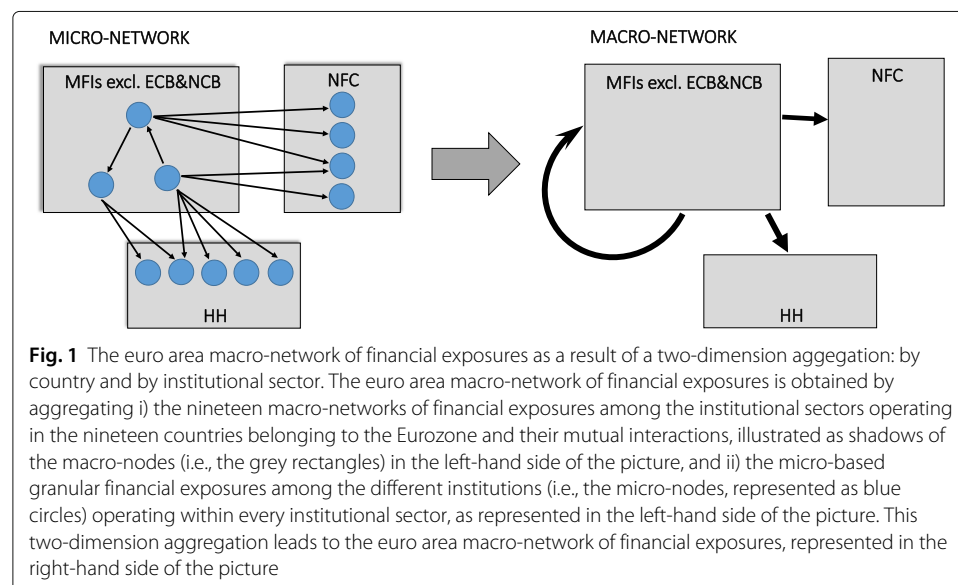 MICRO-NETWORK
MFIs excl. ECB&NCB
NFC
HH
MACRO-NETWORK
MFIs excl. ECB&NCB
NFC
HH
Fig. 1 The euro area macro-network of financial exposures as a result of a two-dimension aggegation: by
country and by institutional sector. The euro area macro-network of financial exposures is obtained by
aggregating i) the nineteen macro-networks of financial exposures among the institutional sectors operating
in the nineteen countries belonging to the Eurozone and their mutual interactions, illustrated as shadows of
the macro-nodes (i.e., the grey rectangles) in the left-hand side of the picture, and ii) the micro-based
granular financial exposures among the different institutions (i.e., the micro-nodes, represented as blue
circles) operating within every institutional sector, as represented in the left-hand side of the picture. This
two-dimension aggregation leads to the euro area macro-network of financial exposures, represented in the
right-hand side of the picture